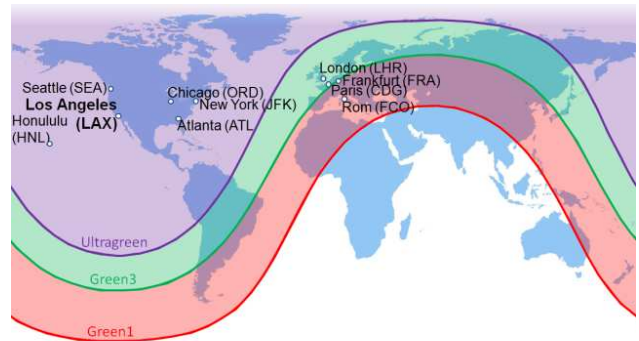 London (LHR)
Seattle (SEA)
Frankfurt (FRA)
Chicago (ORD)
Paris (CDG)
Los Angeles
New York (JFK)
Rom (FCO)
Honululu
(LAX)
(HNL)
Atlanta (ATL
Ultragreen
Green3
Green1